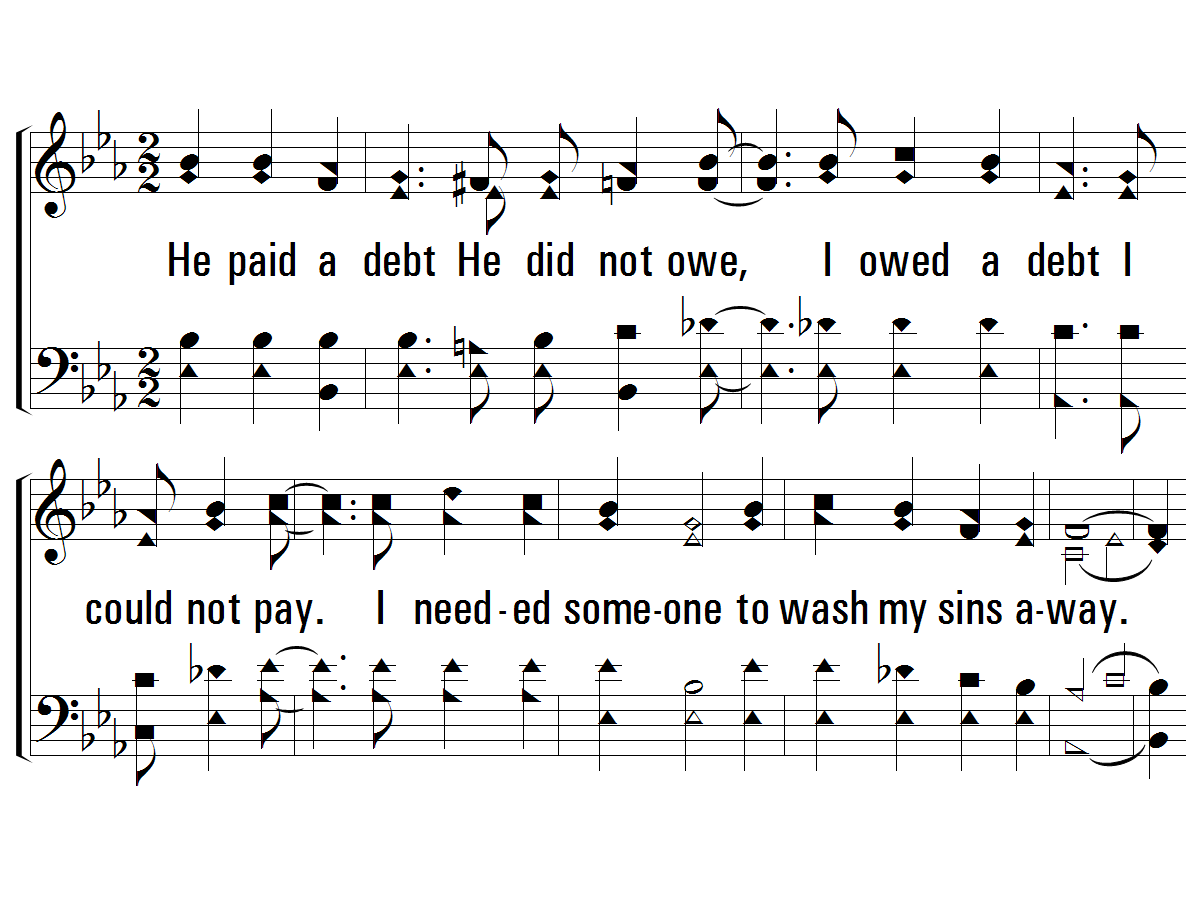 He paid a debt He did not owe, I owed a debt I
could not pay. I need-ed some-one to wash my sins a-way.